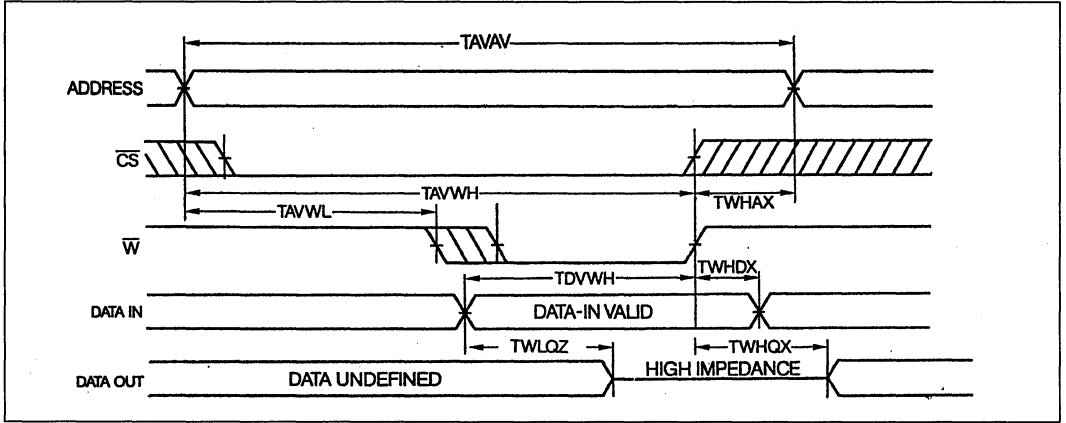 TAVAV
ADDRESS
CS
TAVWH
TWHAX
TAVWL
W
TDVWH
TWHDX
DATA IN
DATA-IN VALID
TWLQZ
TWHQX
HIGH IMPEDANCE
DATA OUT
DATA UNDEFINED